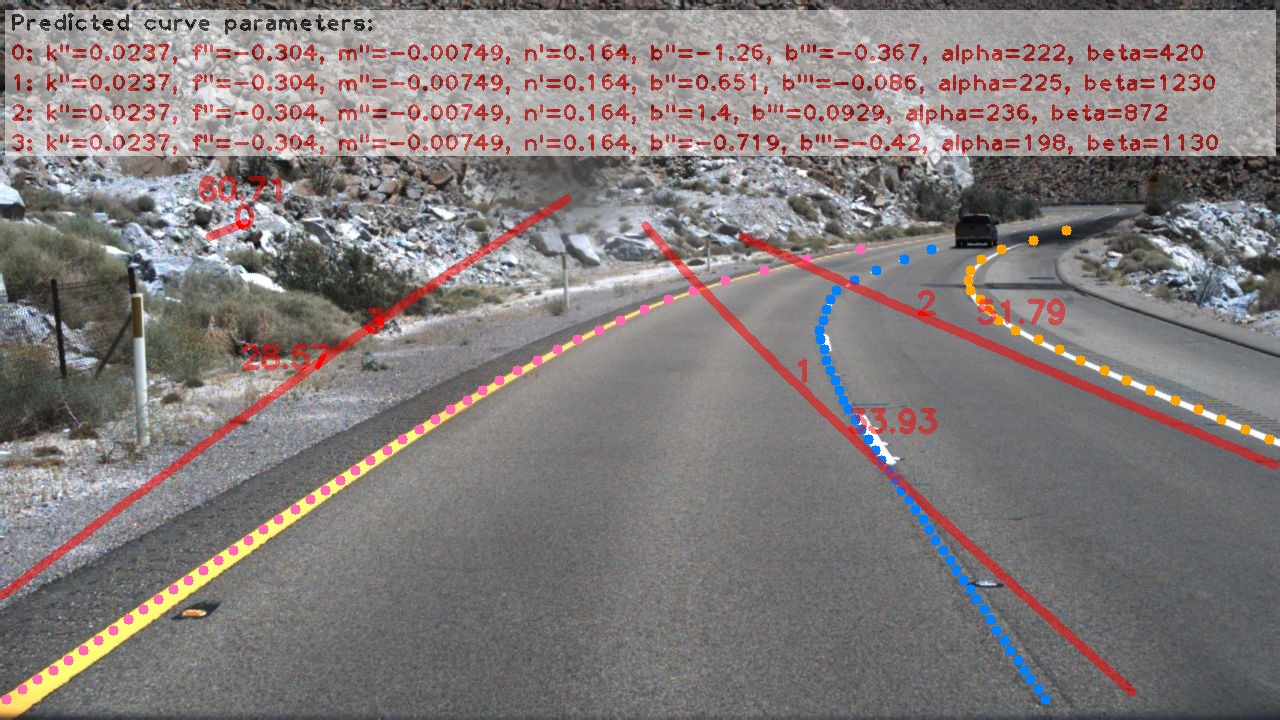 Predicted curve parameters:
0: k''=0.0237, f''=-0.304, m''=-0.00749, n'=0.164, b''=-1.26, b'''=-0.367, alpha=222, beta=420
1: k''=0.0237, f''=-0.304, m''=-0.00749, n'=0.164, b''=0.651, b'''=-0.086, alpha=225, beta=1230
2: k''=0.0237, f''=-0.304, m''=-0.00749, n'=0.164, b''=1.4, b'''=0.0929, alpha=236, beta=872
3: k''=0.0237, f''=-0.304, m''=-0.00749, n'=0.164, b''=-0.719, b'''=-0.42, alpha=198, beta=1130
60.71
0
2
51.79
3
28.57
1
33.93